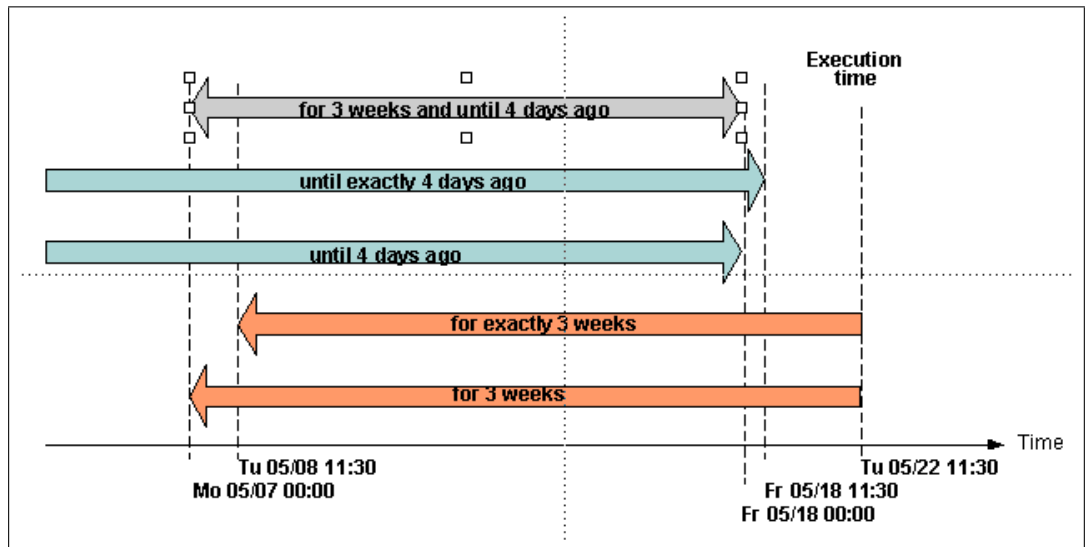 Execution
time
for 3 weeks and until 4 days ago
until exactly 4 days ago
until 4 days ago
for exactly 3 weeks
for 3 weeks
Time
Tu 05/08 11:30
Tu 05/22 11:30
Mo 05/07 00:00
Fr 05/18 11:30
Fr 05/18 00:00